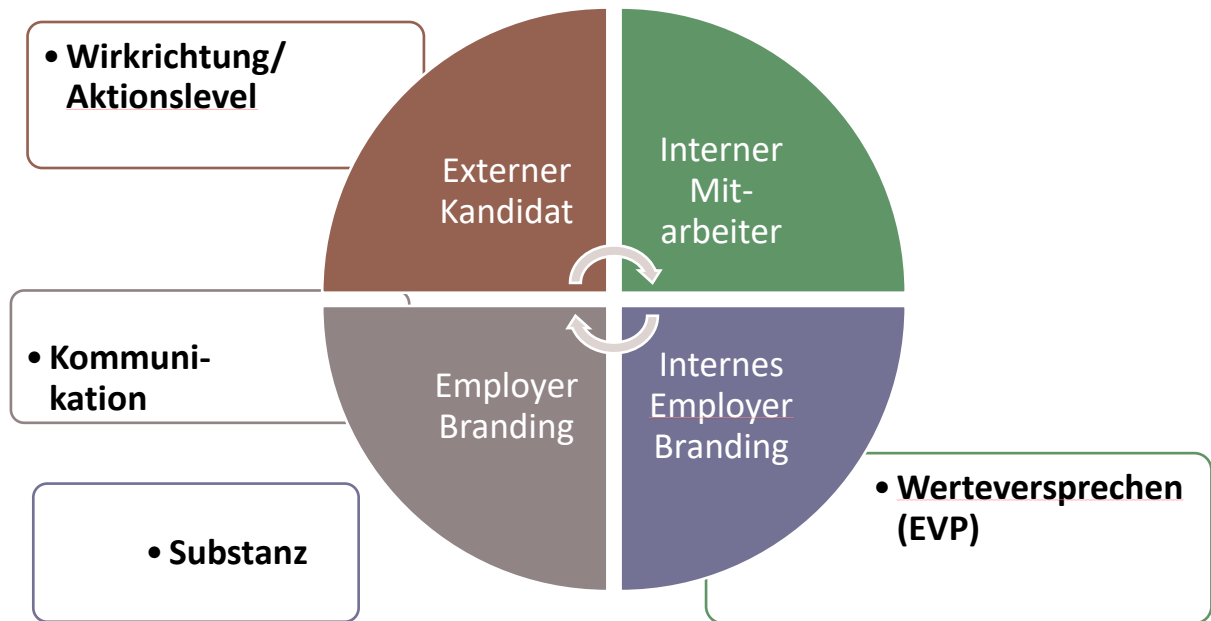 • Wirkrichtung/
Aktionslevel
Externer
Kandidat
Interner
Mit-
arbeiter
• Kommuni-
kation
Employer
Branding
Internes
Employer
Branding
• Substanz
• Werteversprechen
(EVP)